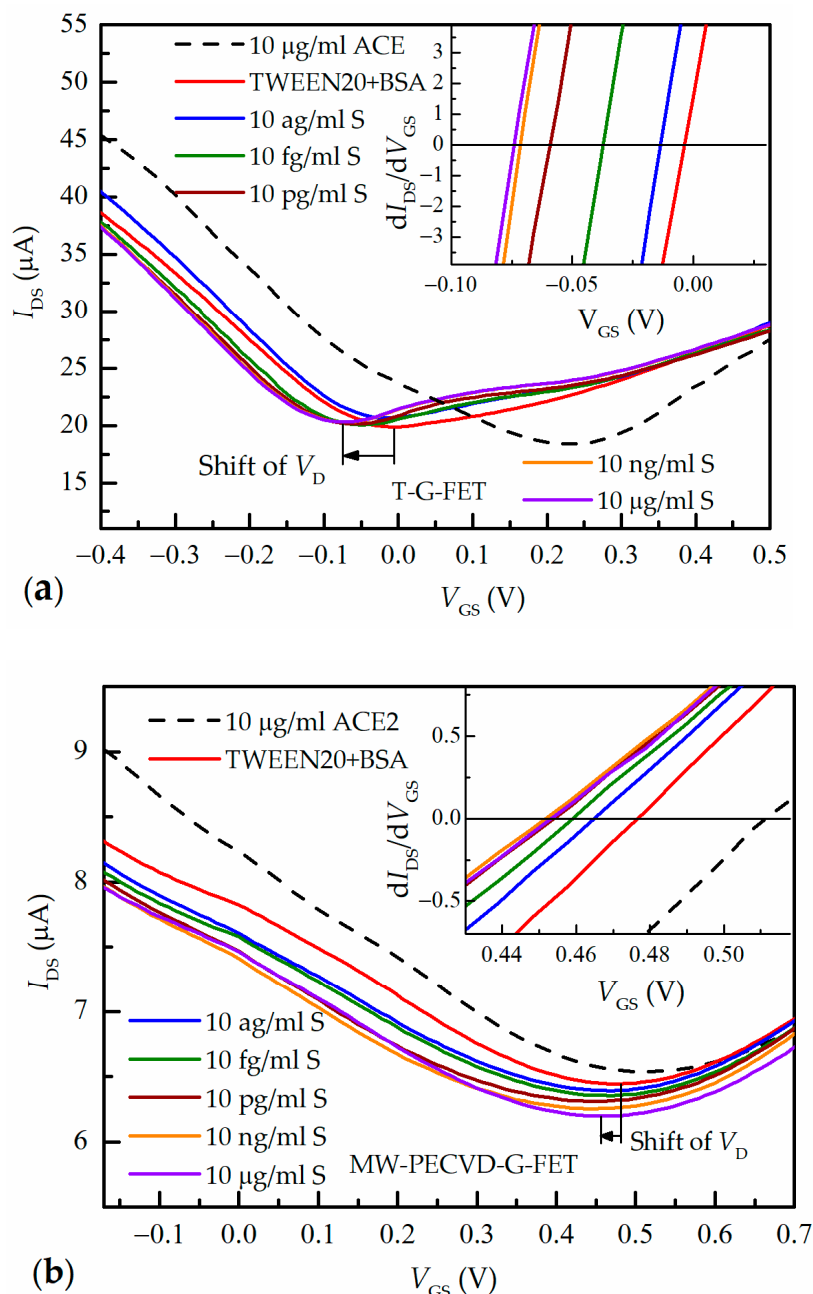 55
50
45
40
35
30
25
20
15
I_DS (μA)
10 μg/ml ACE
TWEEN20+BSA
10 ag/ml S
10 fg/ml S
10 pg/ml S
3
2
1
0
−1
−2
−3
dI_DS/dV_GS
−0.10 −0.05 0.00
V_GS (V)
Shift of V_D
T-G-FET
10 ng/ml S
10 μg/ml S
−0.4 −0.3 −0.2 −0.1 0.0 0.1 0.2 0.3 0.4 0.5
(a)
V_GS (V)
9
8
7
6
I_DS (μA)
10 μg/ml ACE2
TWEEN20+BSA
0.5
0.0
−0.5
dI_DS/dV_GS
0.44 0.46 0.48 0.50
V_GS (V)
10 ag/ml S
10 fg/ml S
10 pg/ml S
10 ng/ml S
10 μg/ml S
Shift of V_D
MW-PECVD-G-FET
−0.1 0.0 0.1 0.2 0.3 0.4 0.5 0.6 0.7
(b)
V_GS (V)